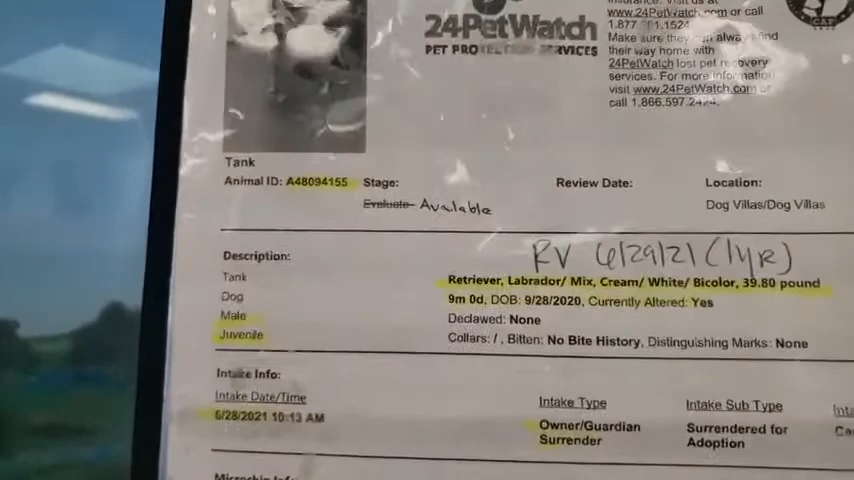 24PetWatch
PET PROTECTION SERVICES
www.24PetWatch.com or call
Make sure they can always find
their way home with
24PetWatch lost pet recovery
services. For more information
visit www.24PetWatch.com or
call 1.866.597.2424.
Tank
Animal ID: A48094155 Stage: Review Date: Location:
Evaluate Available Dog Villas/Dog Villas
RV 6/29/21 (1yr)
Description:
Tank Retriever, Labrador/ Mix, Cream/ White/ Bicolor, 39.80 pound
Dog 9m 0d, DOB: 9/28/2020, Currently Altered: Yes
Male Declawed: None
Juvenile Collars: /, Bitten: No Bite History, Distinguishing Marks: None
Intake Info:
Intake Date/Time Intake Type Intake Sub Type
6/28/2021 10:13 AM Owner/Guardian Surrendered for
Surrender Adoption